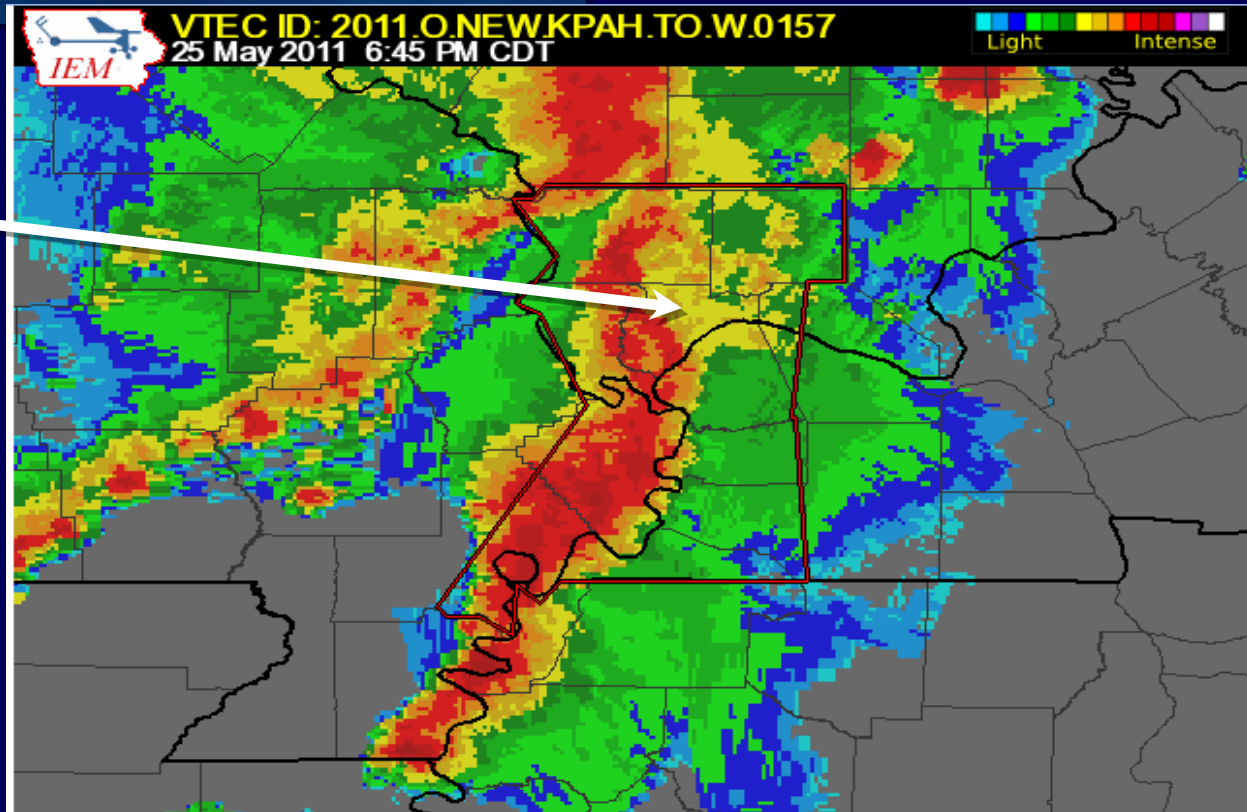 IEM
VTEC ID: 2011.O.NEW.KPAH.TO.W.0157
25 May 2011 6:45 PM CDT
Light Intense